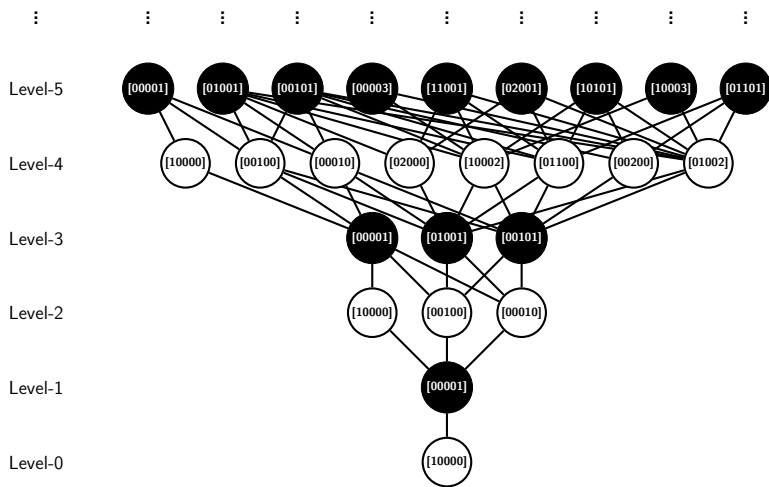 ⋮ ⋮ ⋮ ⋮ ⋮ ⋮ ⋮ ⋮ ⋮ ⋮
Level-5 [00001] [01001] [00101] [00003] [11001] [02001] [10101] [10003] [01101]
Level-4 [10000] [00100] [00010] [02000] [10002] [01100] [00200] [01002]
Level-3 [00001] [01001] [00101]
Level-2 [10000] [00100] [00010]
Level-1 [00001]
Level-0 [10000]